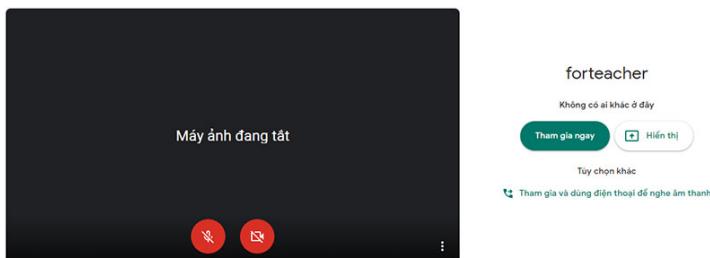 Máy ảnh đang tắt
forteacher
Không có ai khác ở đây
Tham gia ngay
Hiển thị
Tùy chọn khác
Tham gia và dùng điện thoại để nghe âm thanh